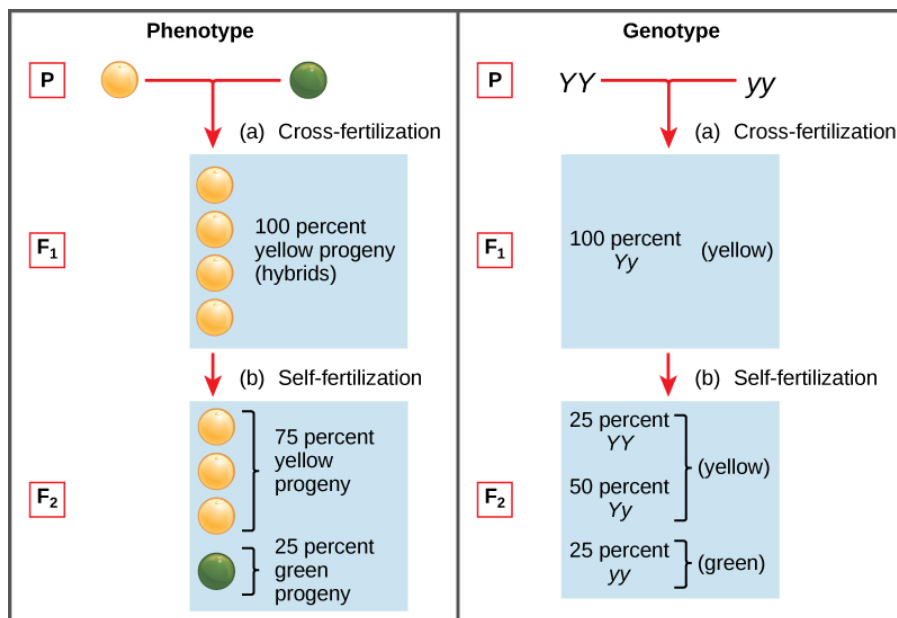 Phenotype
P
(a) Cross-fertilization
F₁
100 percent
yellow progeny
(hybrids)
(b) Self-fertilization
F₂
75 percent
yellow
progeny
25 percent
green
progeny
Genotype
P
YY
yy
(a) Cross-fertilization
F₁
100 percent
Yy
(yellow)
(b) Self-fertilization
F₂
25 percent
YY
50 percent
Yy
(yellow)
25 percent
yy
(green)